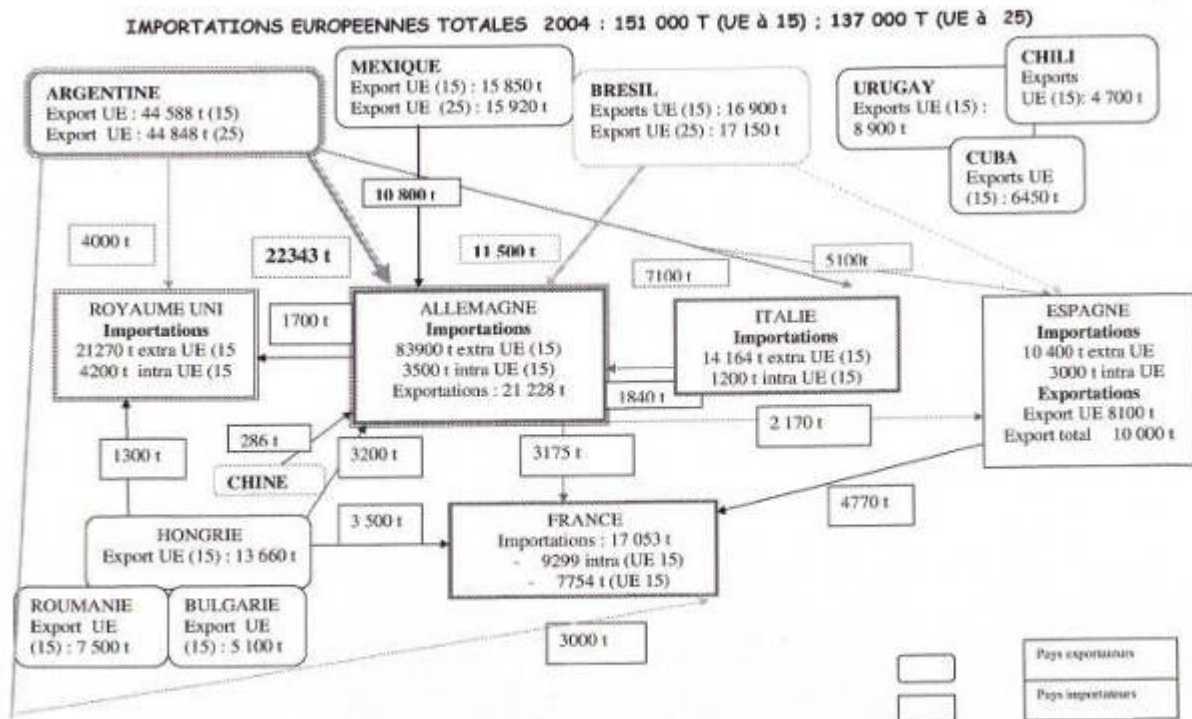 IMPORTATIONS EUROPEENNES TOTALES 2004 : 151 000 T (UE à 15) ; 137 000 T (UE à 25)
ARGENTINE
Export UE : 44 588 t (15)
Export UE : 44 848 t (25)
MEXIQUE
Export UE (15) : 15 850 t
Export UE (25) : 15 920 t
BRESIL
Exports UE (15) : 16 900 t
Export UE (25) : 17 150 t
URUGAY
Exports UE (15) :
8 900 t
CHILI
Exports
UE (15): 4 700 t
CUBA
Exports UE
(15) : 6450 t
4000 t
22343 t
10 800 t
11 500 t
7100 t
5100t
ROYAUME UNI
Importations
21270 t extra UE (15
4200 t intra UE (15
1700 t
ALLEMAGNE
Importations
83900 t extra UE (15)
3500 t intra UE (15)
Exportations : 21 228 t
ITALIE
Importations
14 164 t extra UE (15)
1200 t intra UE (15)
1840 t
ESPAGNE
Importations
10 400 t extra UE
3000 t intra UE
Exportations
Export UE 8100 t
Export total 10 000 t
1300 t
286 t
CHINE
3200 t
3175 t
2 170 t
4770 t
HONGRIE
Export UE (15) : 13 660 t
3 500 t
FRANCE
Importations : 17 053 t
- 9299 intra (UE 15)
- 7754 t (UE 15)
ROUMANIE
Export UE
(15) : 7 500 t
BULGARIE
Export UE
(15) : 5 100 t
3000 t
Pays exportateurs
Pays importateurs